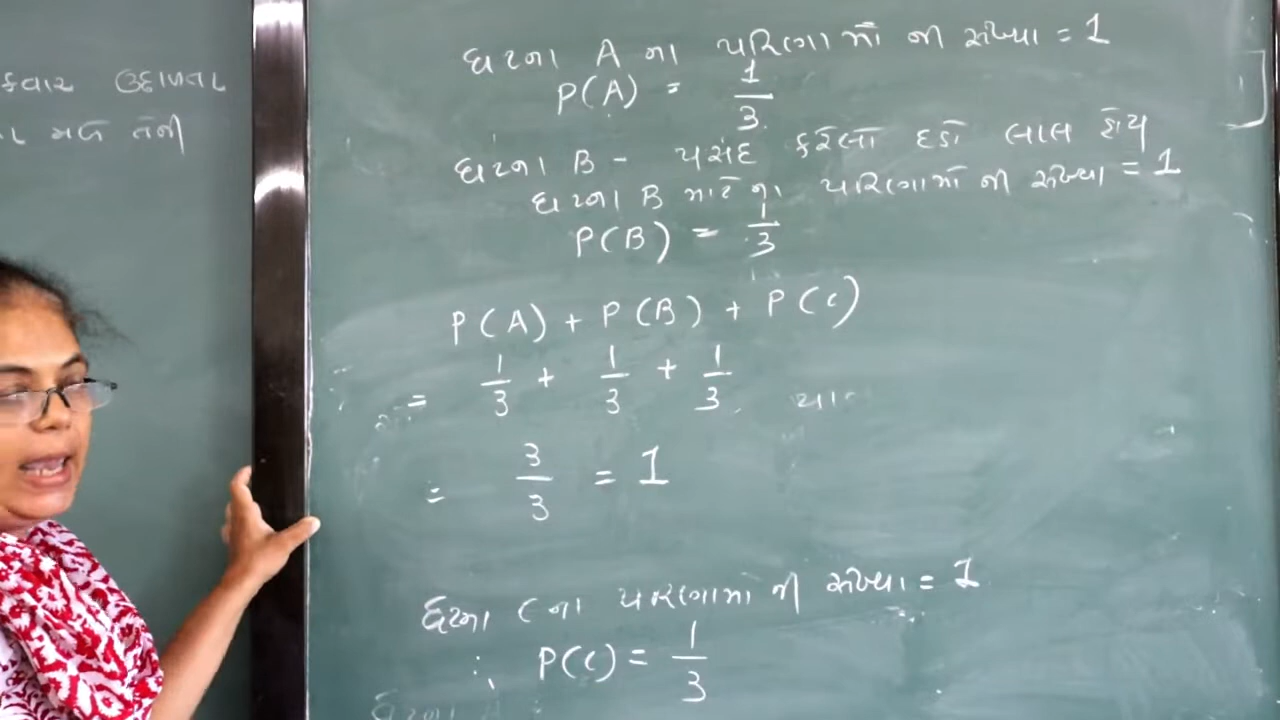 ઘટના A ના પરિણામોની સંખ્યા = 1
P(A) = 1/3
ઘટના B - પસંદ કરેલો દડો લાલ હોય
ઘટના B માટેના પરિણામોની સંખ્યા = 1
P(B) = 1/3
P(A) + P(B) + P(C)
= 1/3 + 1/3 + 1/3
= 3/3 = 1
ઘટના C ના પરિણામોની સંખ્યા = 1
∴ P(C) = 1/3